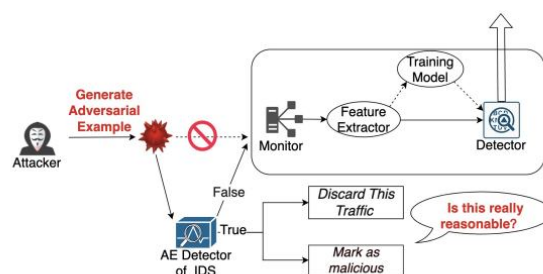 Training
Model
Generate
Adversarial
Example
Feature
Extractor
Attacker
Monitor
Detector
False
True
Discard This
Traffic
Is this really
reasonable?
AE Detector
of IDS
Mark as
malicious